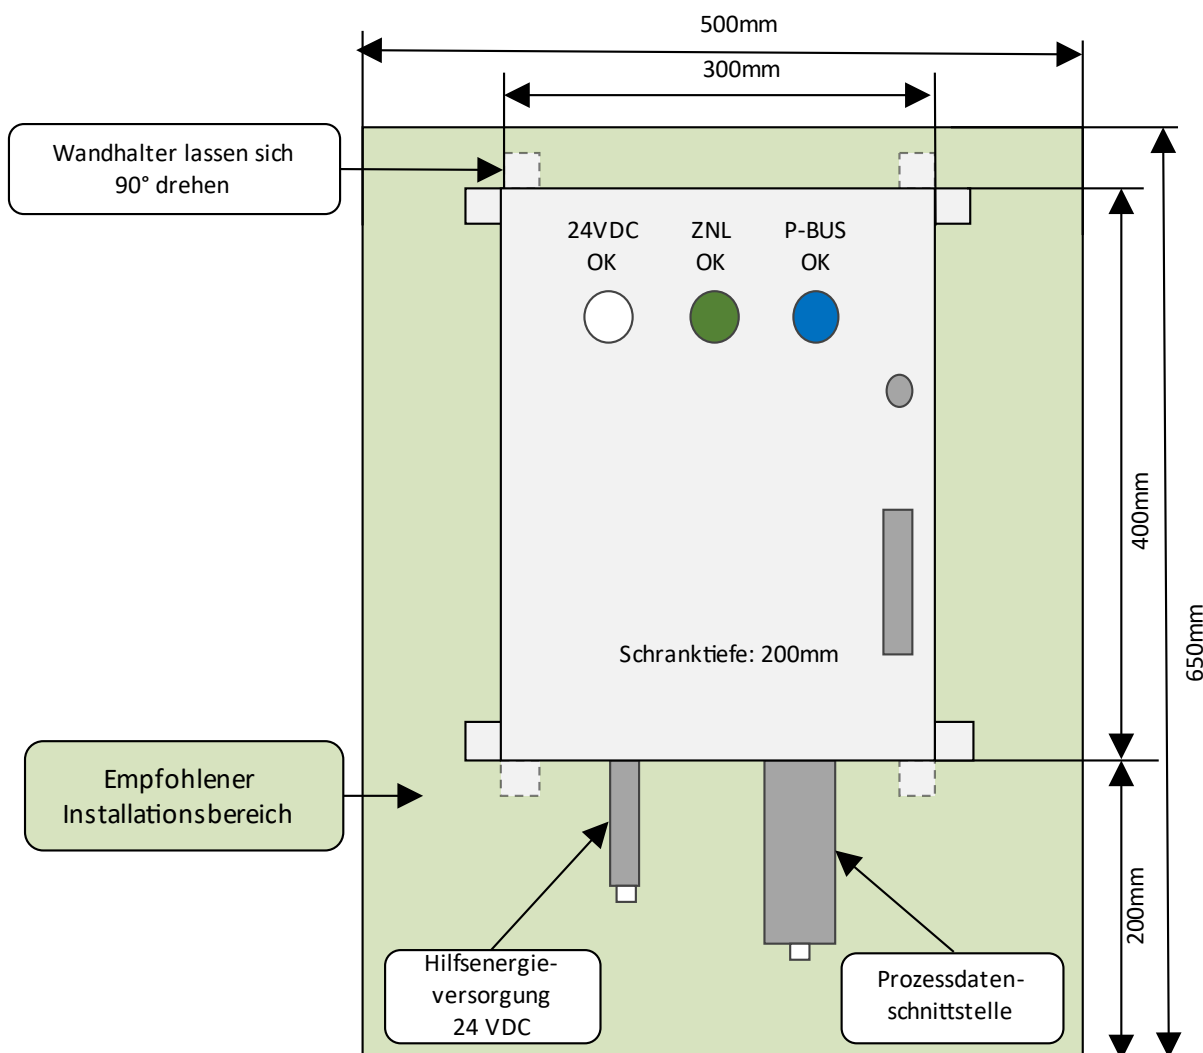 500mm
300mm
Wandhalter lassen sich
90° drehen
24VDC
OK
ZNL
OK
P-BUS
OK
400mm
650mm
Schranktiefe: 200mm
Empfohlener
Installationsbereich
200mm
Hilfsenergie-
versorgung
24 VDC
Prozessdaten-
schnittstelle